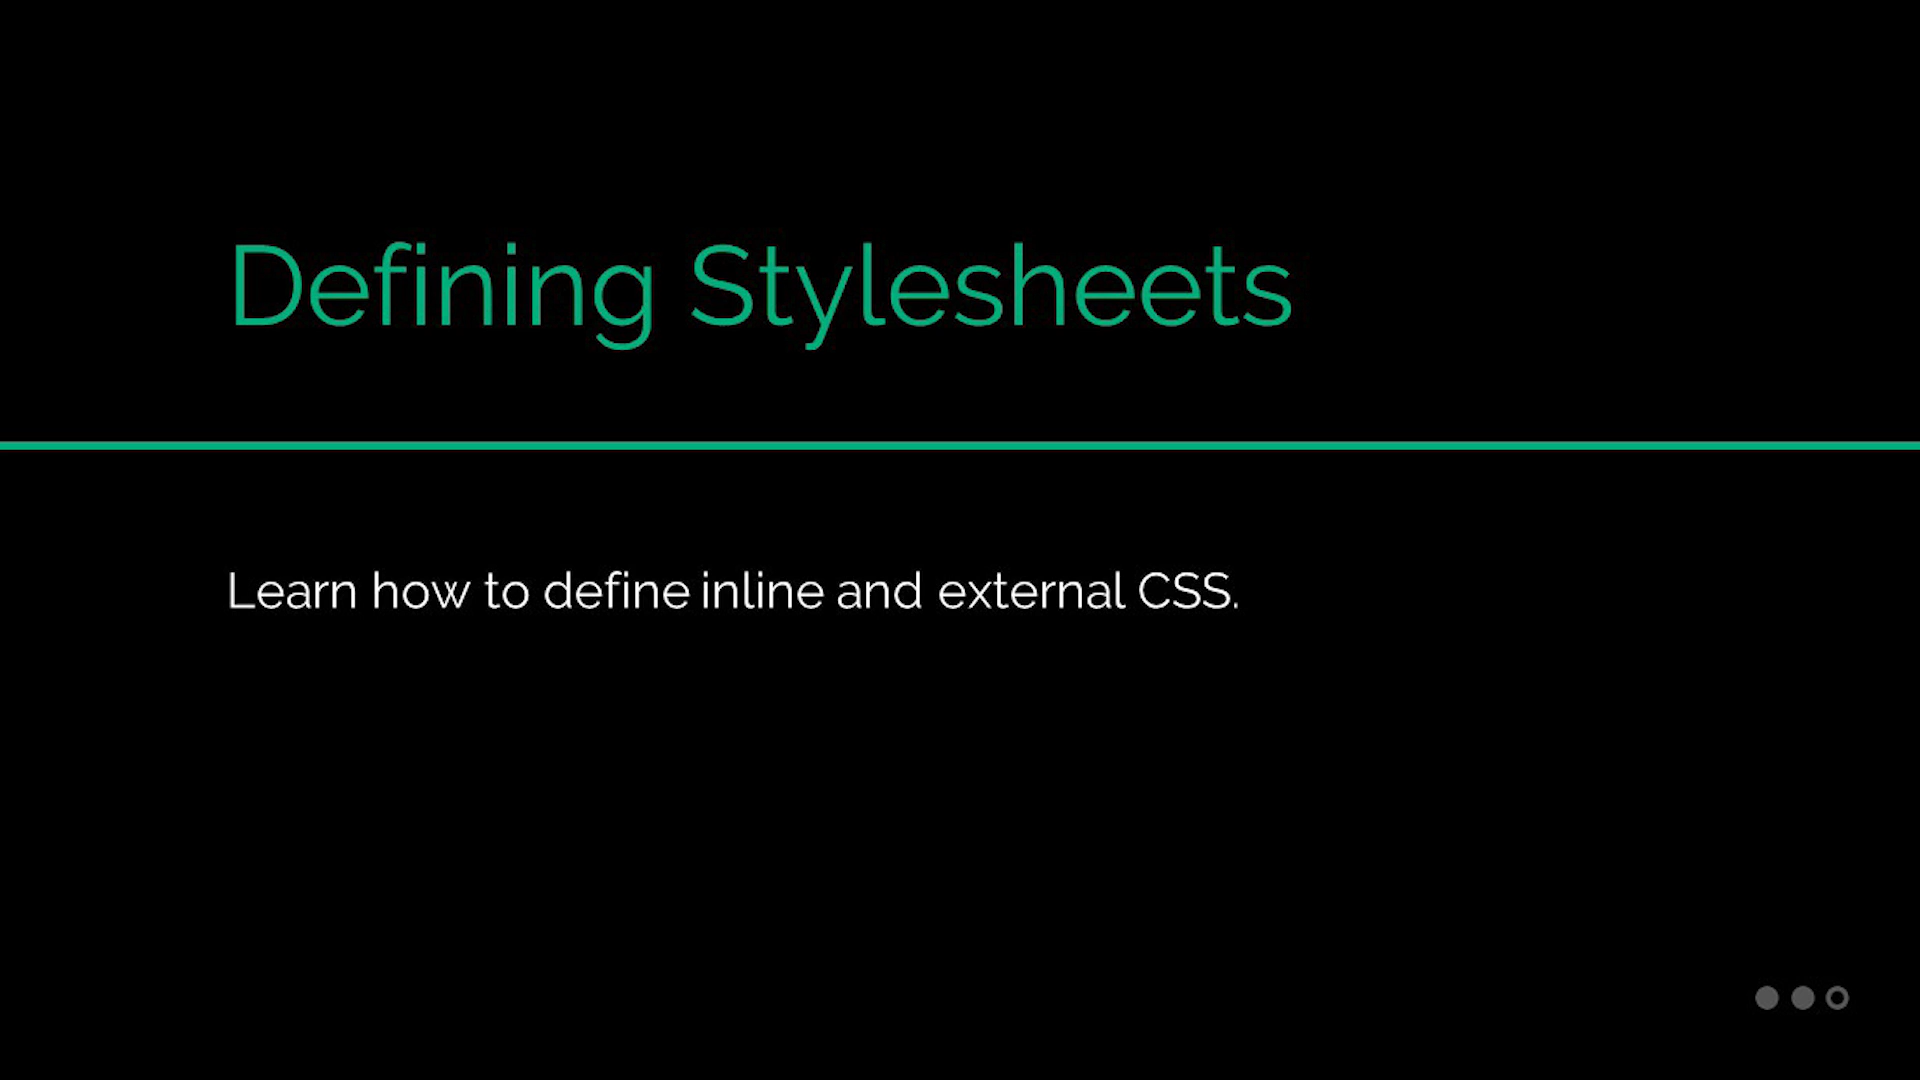 Defining Stylesheets
Learn how to define inline and external CSS.